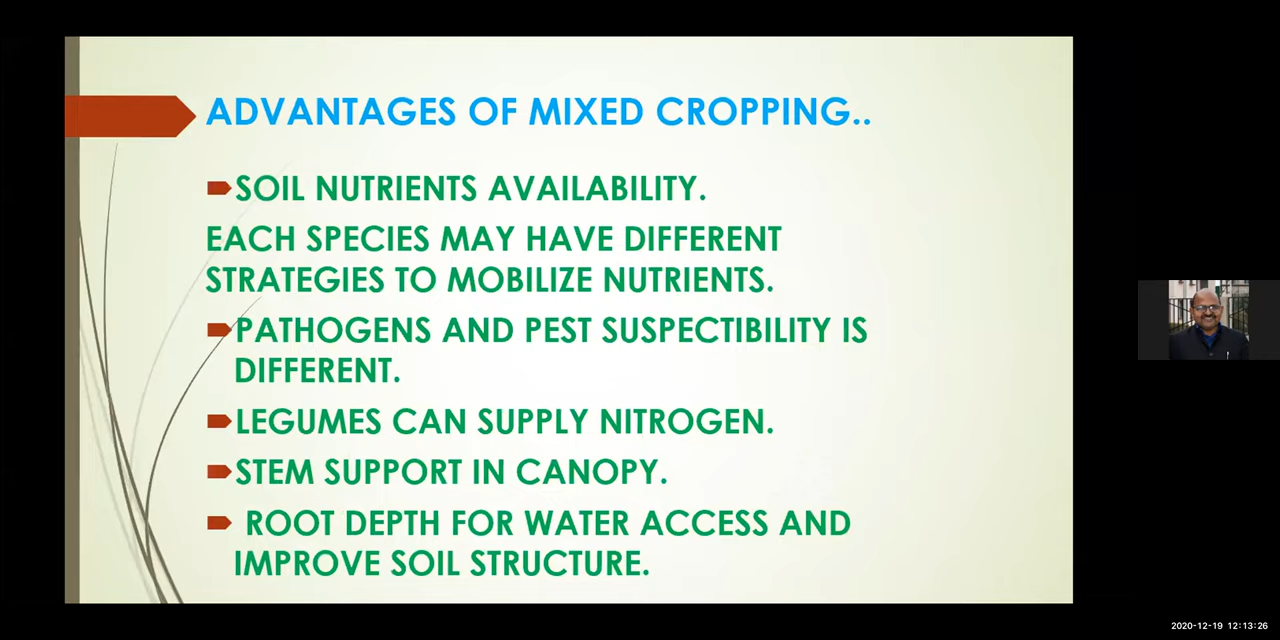 ADVANTAGES OF MIXED CROPPING..
SOIL NUTRIENTS AVAILABILITY.
EACH SPECIES MAY HAVE DIFFERENT
STRATEGIES TO MOBILIZE NUTRIENTS.
PATHOGENS AND PEST SUSPECTIBILITY IS
DIFFERENT.
LEGUMES CAN SUPPLY NITROGEN.
STEM SUPPORT IN CANOPY.
ROOT DEPTH FOR WATER ACCESS AND
IMPROVE SOIL STRUCTURE.
2020-12-19 12:13:26